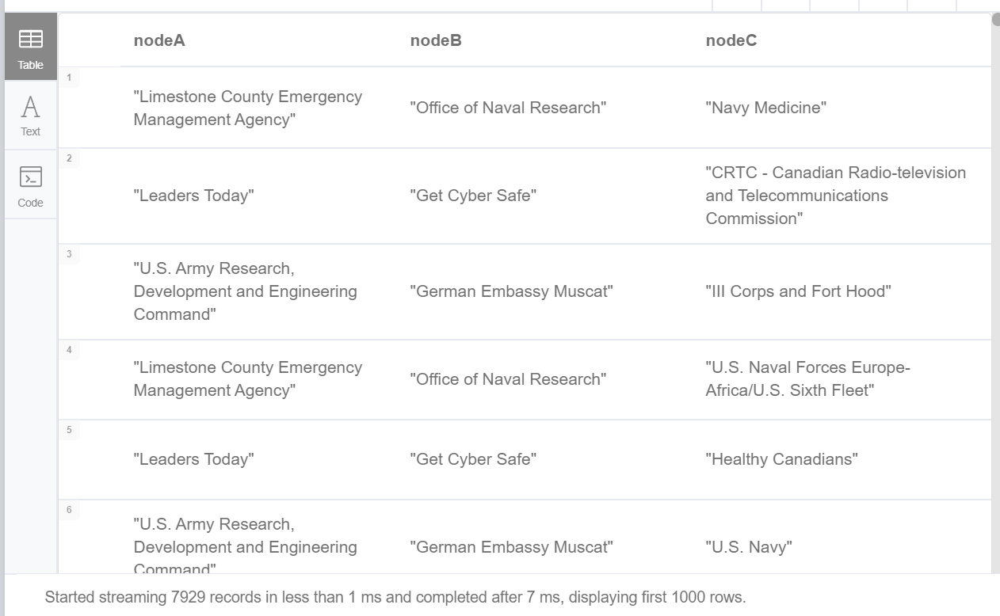 nodeA nodeB nodeC
Table
Text
Code
1
"Limestone County Emergency
Management Agency"
"Office of Naval Research"
"Navy Medicine"
2
"Leaders Today"
"Get Cyber Safe"
"CRTC - Canadian Radio-television
and Telecommunications
Commission"
3
"U.S. Army Research,
Development and Engineering
Command"
"German Embassy Muscat"
"III Corps and Fort Hood"
4
"Limestone County Emergency
Management Agency"
"Office of Naval Research"
"U.S. Naval Forces Europe-
Africa/U.S. Sixth Fleet"
5
"Leaders Today"
"Get Cyber Safe"
"Healthy Canadians"
6
"U.S. Army Research,
Development and Engineering
Command"
"German Embassy Muscat"
"U.S. Navy"
Started streaming 7929 records in less than 1 ms and completed after 7 ms, displaying first 1000 rows.